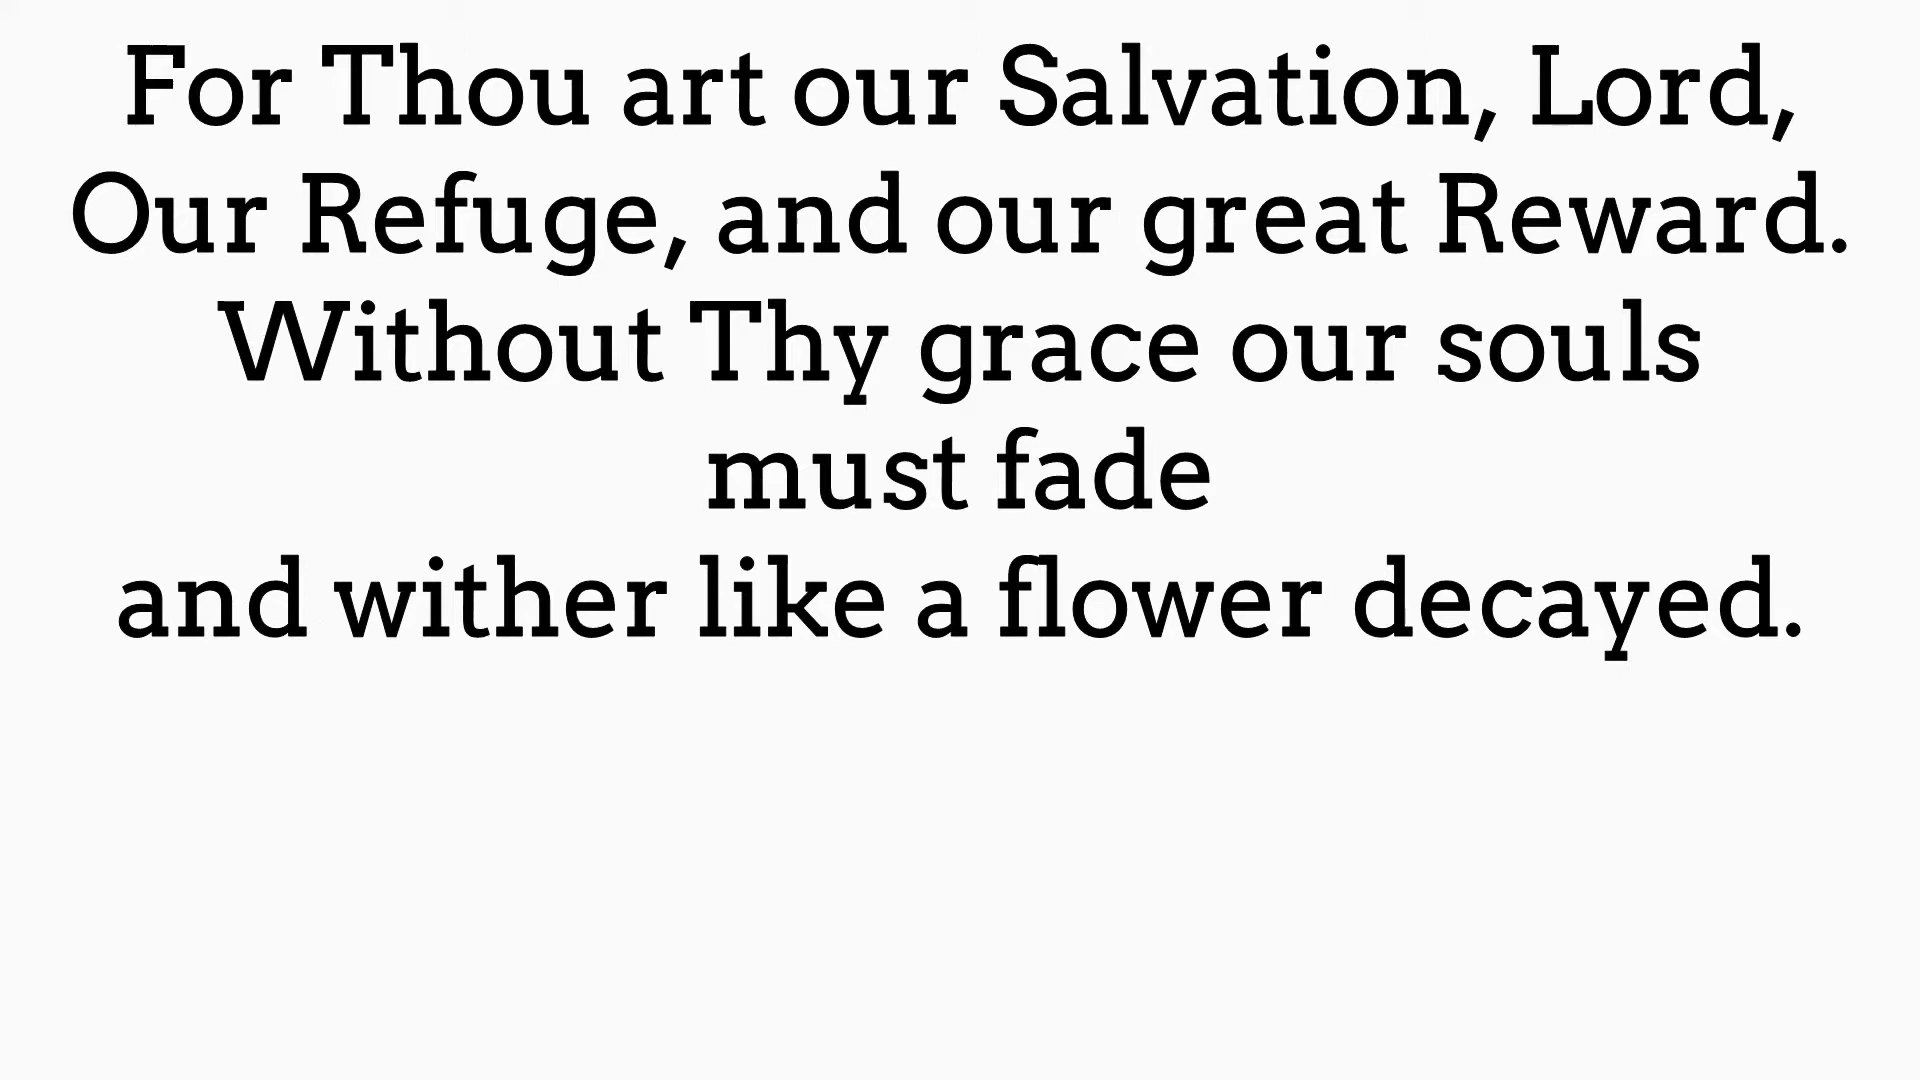 For Thou art our Salvation, Lord,
Our Refuge, and our great Reward.
Without Thy grace our souls
must fade
and wither like a flower decayed.